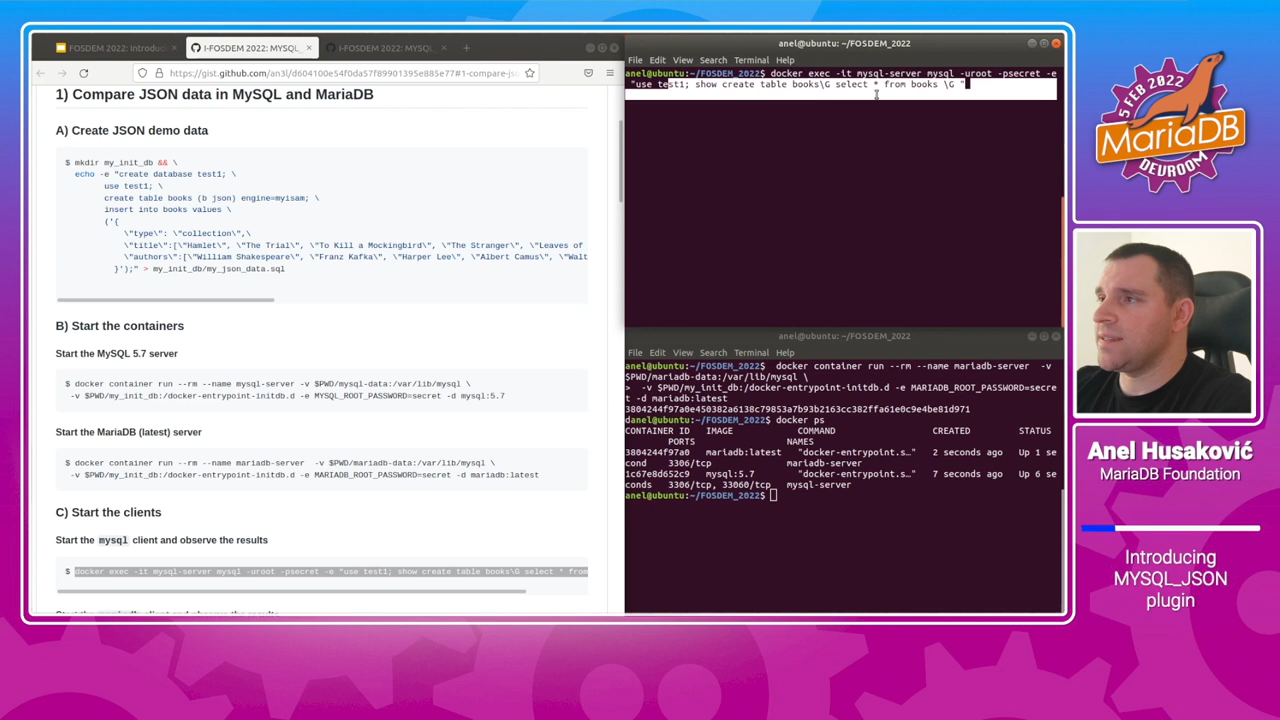 FOSDEM 2022: Introduc
I-FOSDEM 2022: MYSQL_
I-FOSDEM 2022: MYSQL
https://gist.github.com/an3l/d604100e54f0da57f89901395e885e77#1-compare-js
1) Compare JSON data in MySQL and MariaDB
A) Create JSON demo data
$ mkdir my_init_db && \
echo -e "create database test1; \
use test1; \
create table books (b json) engine=myisam; \
insert into books values \
('{
\"type\": \"collection\",\
\"title\":[\"Hamlet\", \"The Trial\", \"To Kill a Mockingbird\", \"The Stranger\", \"Leaves of
\"authors\":[\"William Shakespeare\", \"Franz Kafka\", \"Harper Lee\", \"Albert Camus\", \"Walt
}');" > my_init_db/my_json_data.sql
B) Start the containers
Start the MySQL 5.7 server
$ docker container run --rm --name mysql-server -v $PWD/mysql-data:/var/lib/mysql \
-v $PWD/my_init_db:/docker-entrypoint-initdb.d -e MYSQL_ROOT_PASSWORD=secret -d mysql:5.7
Start the MariaDB (latest) server
$ docker container run --rm --name mariadb-server -v $PWD/mariadb-data:/var/lib/mysql \
-v $PWD/my_init_db:/docker-entrypoint-initdb.d -e MARIADB_ROOT_PASSWORD=secret -d mariadb:latest
C) Start the clients
Start the mysql client and observe the results
$ docker exec -it mysql-server mysql -uroot -psecret -e "use test1; show create table books\G select * from
anel@ubuntu: ~/FOSDEM_2022
File Edit View Search Terminal Help
anel@ubuntu:~/FOSDEM_2022$ docker exec -it mysql-server mysql -uroot -psecret -e
"use test1; show create table books\G select * from books \G "
anel@ubuntu: ~/FOSDEM_2022
File Edit View Search Terminal Help
anel@ubuntu:~/FOSDEM_2022$ docker container run --rm --name mariadb-server -v
$PWD/mariadb-data:/var/lib/mysql \
> -v $PWD/my_init_db:/docker-entrypoint-initdb.d -e MARIADB_ROOT_PASSWORD=secre
t -d mariadb:latest
3804244f97a0e450382a6138c79853a7b93b2163cc382ffa61e0c9e4be81d971
danel@ubuntu:~/FOSDEM_2022$ docker ps
CONTAINER ID IMAGE COMMAND CREATED STATUS
PORTS NAMES
3804244f97a0 mariadb:latest "docker-entrypoint.s…" 2 seconds ago Up 1 se
cond 3306/tcp mariadb-server
1c67e8d652c9 mysql:5.7 "docker-entrypoint.s…" 7 seconds ago Up 6 se
conds 3306/tcp, 33060/tcp mysql-server
anel@ubuntu:~/FOSDEM_2022$
5 FEB 2022
MariaDB
DEVROOM
Anel Husaković
MariaDB Foundation
Introducing
MYSQL_JSON
plugin